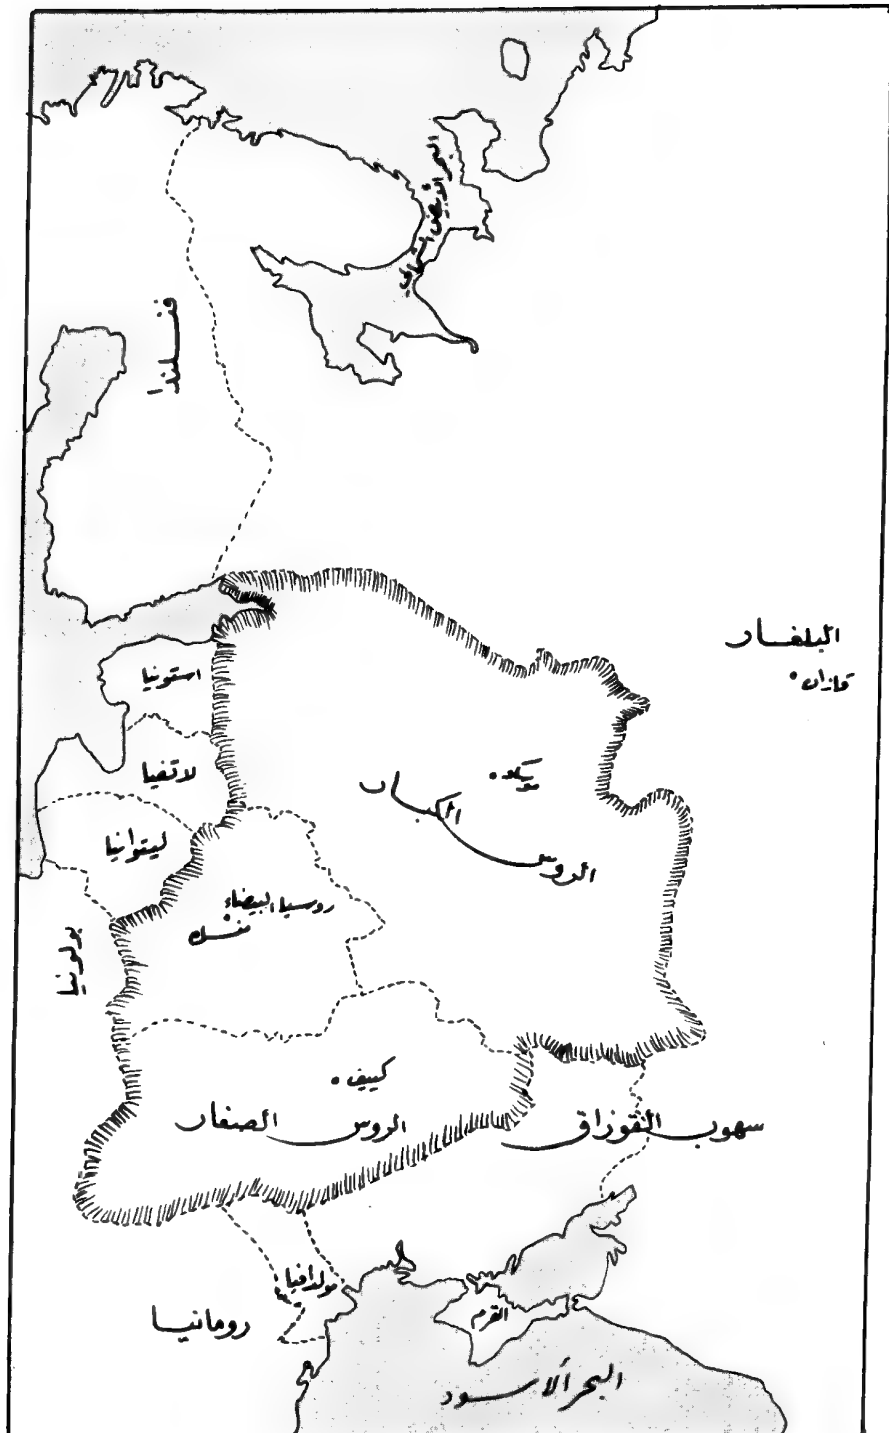 البحر الأبيض الشمالي
فنلندا
البلغار
قازان
استونيا
لاتفيا
موسكو
الروس الكبار
ليتوانيا
روسيا البيضاء
منسك
بولونيا
كييف
الروس الصغار
سهوب القوزاق
مولدافيا
القرم
رومانيا
البحر الأسود